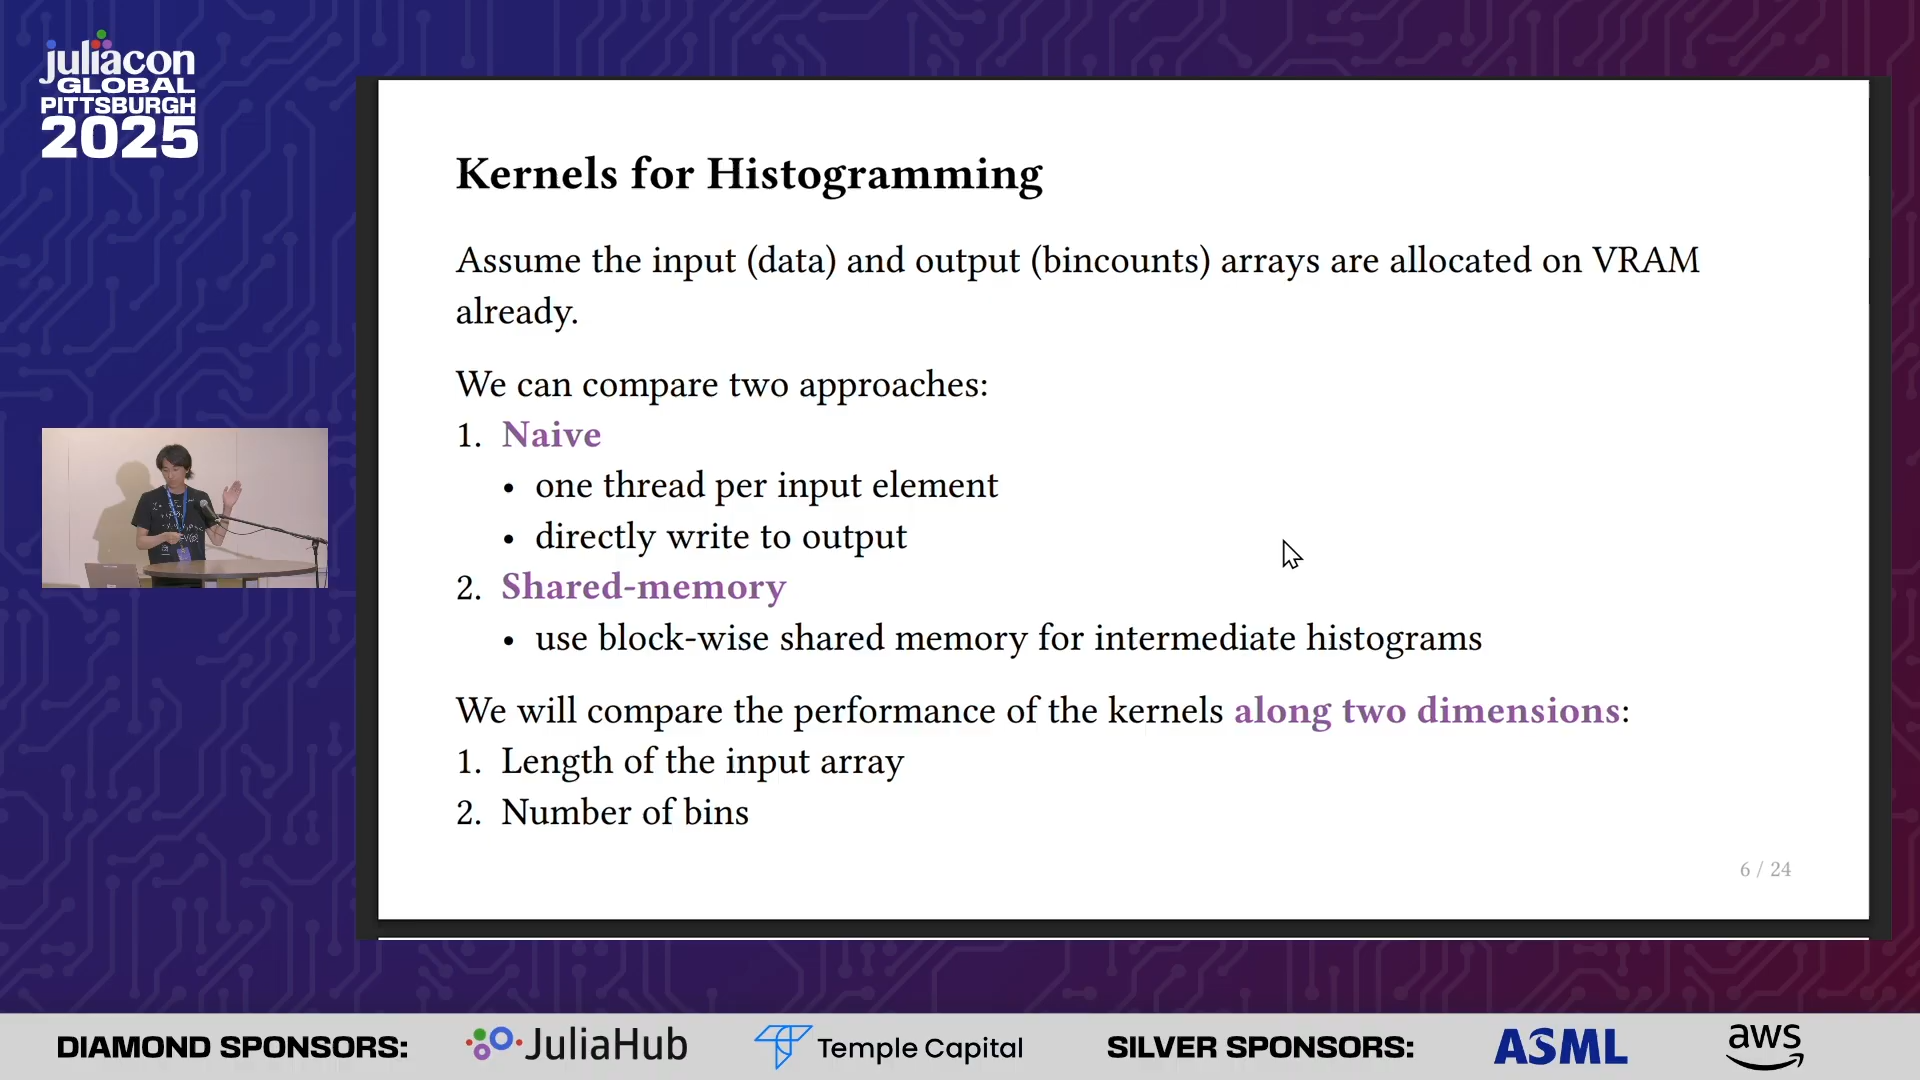 juliacon
GLOBAL
PITTSBURGH
2025
Kernels for Histogramming
Assume the input (data) and output (bincounts) arrays are allocated on VRAM
already.
We can compare two approaches:
1. Naive
• one thread per input element
• directly write to output
2. Shared-memory
• use block-wise shared memory for intermediate histograms
We will compare the performance of the kernels along two dimensions:
1. Length of the input array
2. Number of bins
6 / 24
DIAMOND SPONSORS: JuliaHub Temple Capital SILVER SPONSORS: ASML aws